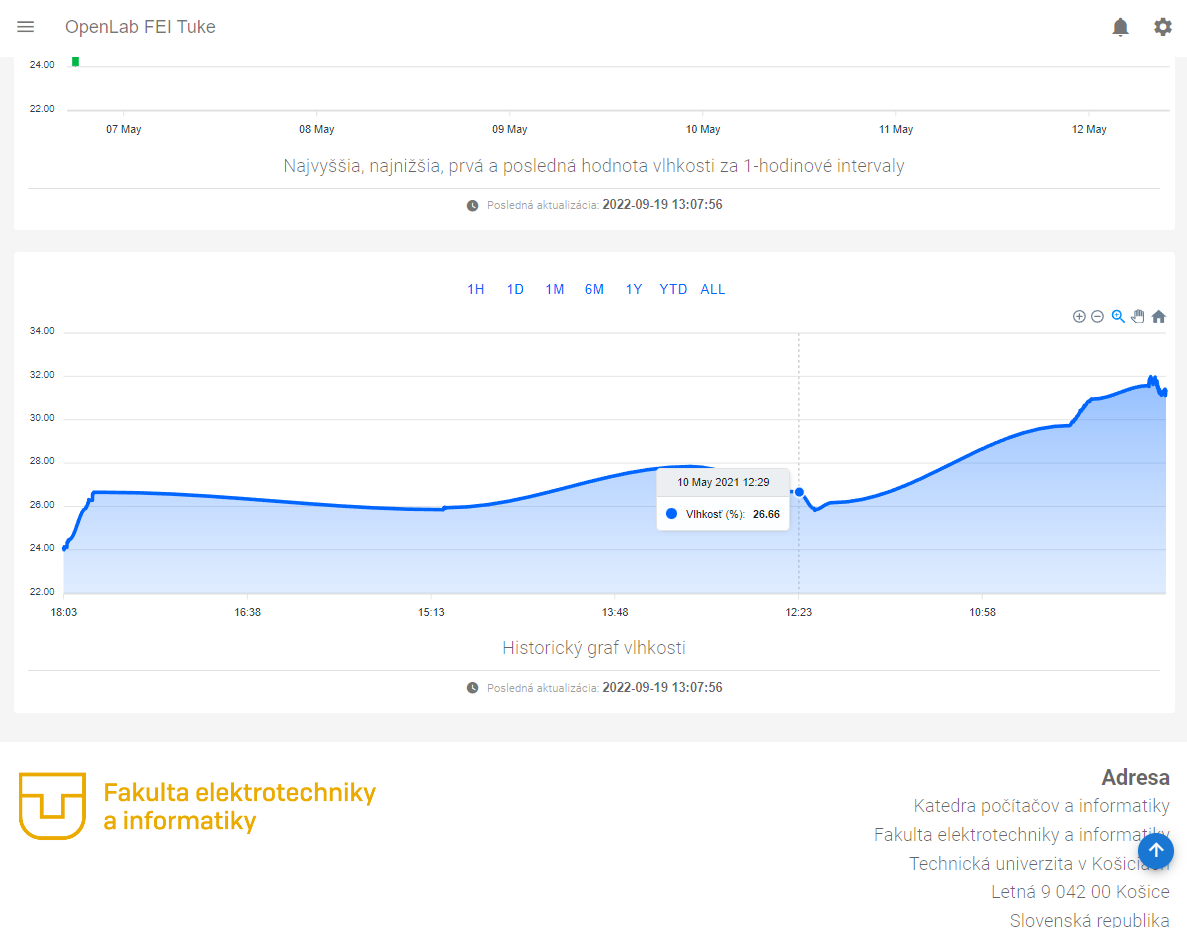 OpenLab FEI Tuke
24.00
22.00
07 May 08 May 09 May 10 May 11 May 12 May
Najvyššia, najnižšia, prvá a posledná hodnota vlhkosti za 1-hodinové intervaly
Posledná aktualizácia: 2022-09-19 13:07:56
1H 1D 1M 6M 1Y YTD ALL
34.00
32.00
30.00
28.00
26.00
24.00
22.00
10 May 2021 12:29
Vlhkosť (%): 26.66
18:03 16:38 15:13 13:48 12:23 10:58
Historický graf vlhkosti
Posledná aktualizácia: 2022-09-19 13:07:56
Fakulta elektrotechniky
a informatiky
Adresa
Katedra počítačov a informatiky
Fakulta elektrotechniky a informatiky
Technická univerzita v Košiciach
Letná 9 042 00 Košice
Slovenská republika